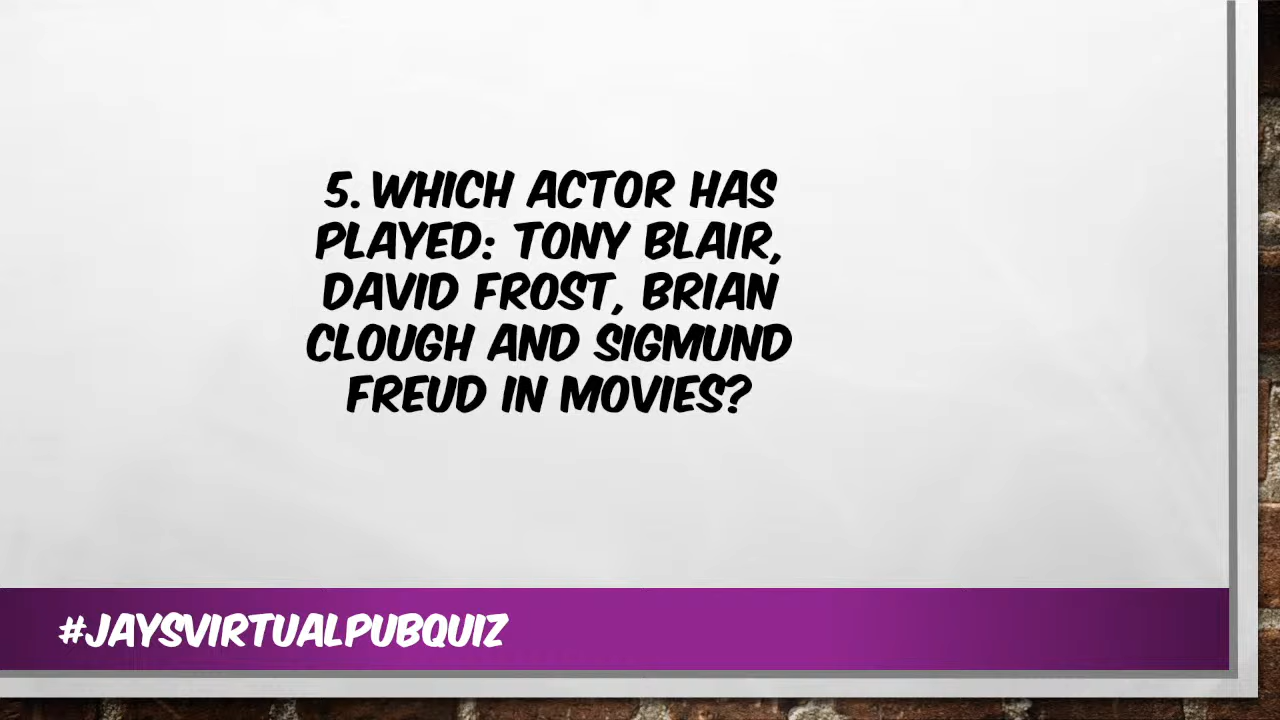 5. WHICH ACTOR HAS
PLAYED: TONY BLAIR,
DAVID FROST, BRIAN
CLOUGH AND SIGMUND
FREUD IN MOVIES?
#JAYSVIRTUALPUBQUIZ